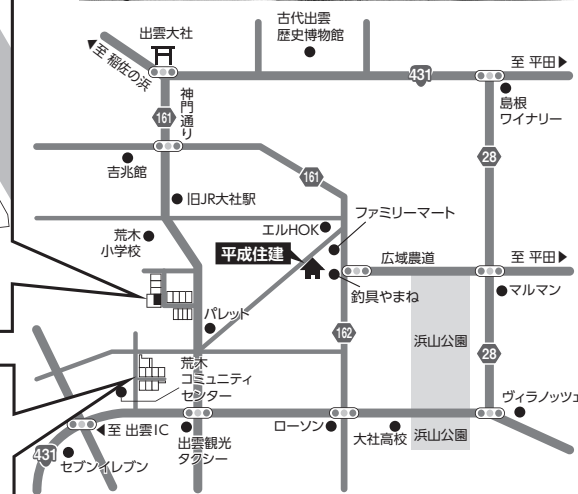 出雲大社
古代出雲
歴史博物館
至 稲佐の浜
431
至 平田
神門通り
161
島根
ワイナリー
28
吉兆館
161
旧JR大社駅
ファミリーマート
エルHOK
荒木
小学校
平成住建
広域農道
至 平田
釣具やまね
マルマン
パレット
162
浜山公園
28
荒木
コミュニティ
センター
ヴィラノッツェ
至 出雲IC
出雲観光
タクシー
ローソン
大社高校
浜山公園
431
セブンイレブン